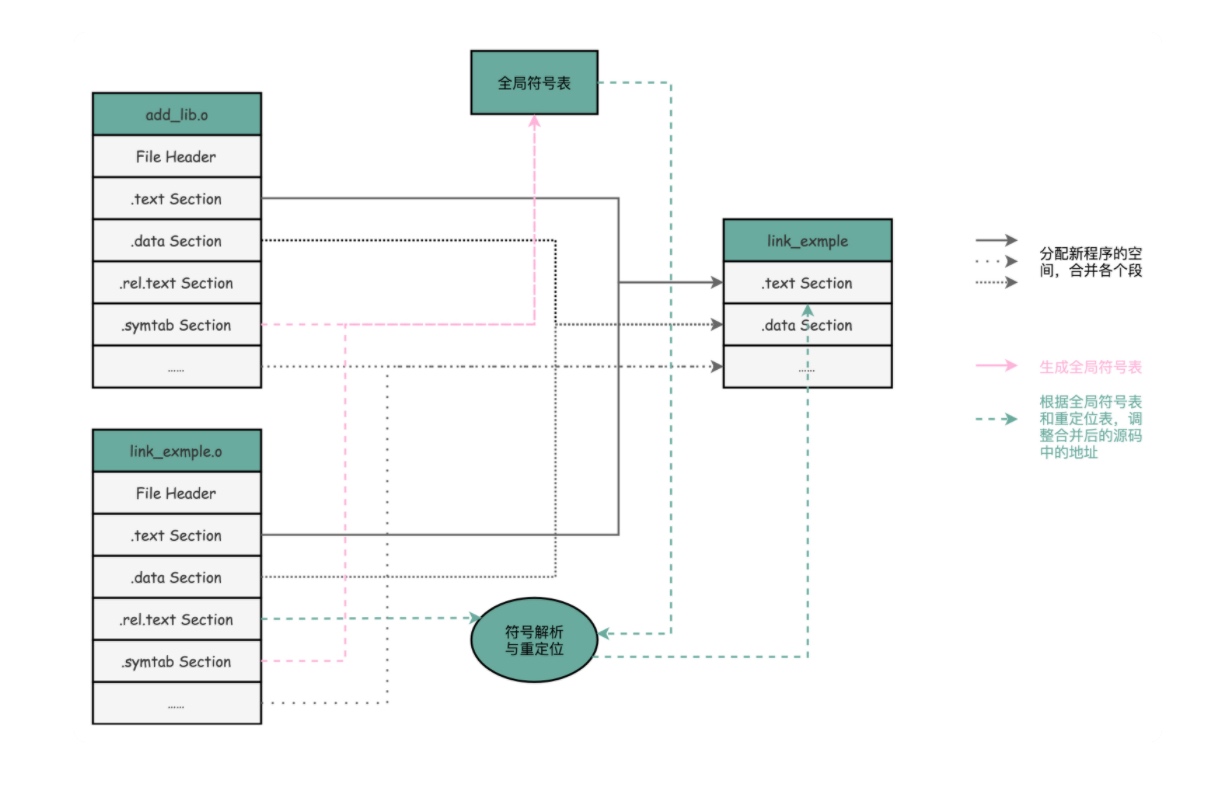 全局符号表
add_lib.o
File Header
.text Section
.data Section
.rel.text Section
.symtab Section
......
link_exmple.o
File Header
.text Section
.data Section
.rel.text Section
.symtab Section
......
符号解析
与重定位
link_exmple
.text Section
.data Section
......
分配新程序的空
间，合并各个段
生成全局符号表
根据全局符号表
和重定位表，调
整合并后的源码
中的地址